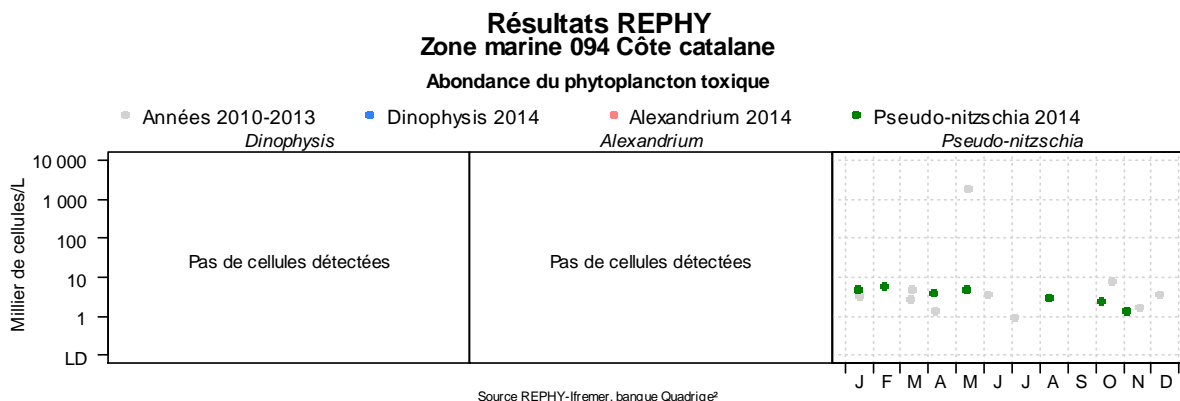 Résultats REPHY
Zone marine 094 Côte catalane
Abondance du phytoplancton toxique
Années 2010-2013 Dinophysis 2014 Alexandrium 2014 Pseudo-nitzschia 2014
Dinophysis Alexandrium Pseudo-nitzschia
Millier de cellules/L
10 000
1 000
100
10
1
LD
Pas de cellules détectées Pas de cellules détectées
J F M A M J J A S O N D
Source REPHY-Ifremer, banque Quadrige²